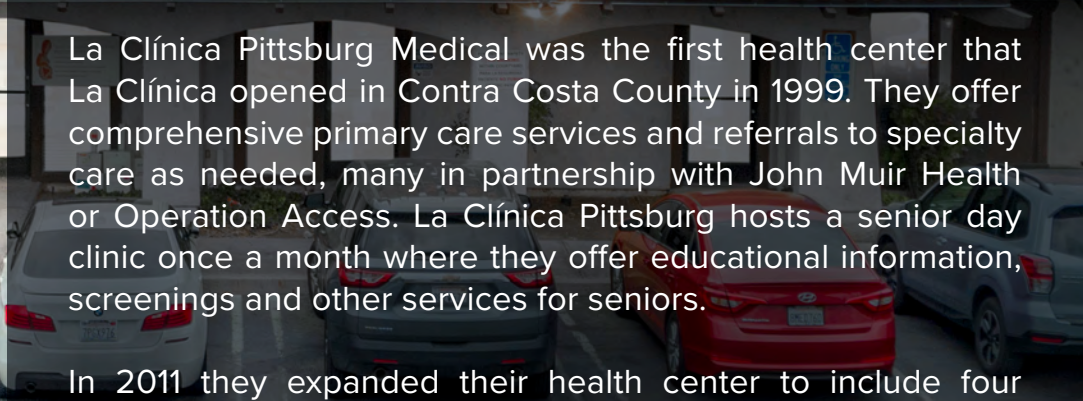 La Clínica Pittsburg Medical was the first health center that
La Clínica opened in Contra Costa County in 1999. They offer
comprehensive primary care services and referrals to specialty
care as needed, many in partnership with John Muir Health
or Operation Access. La Clínica Pittsburg hosts a senior day
clinic once a month where they offer educational information,
screenings and other services for seniors.
In 2011 they expanded their health center to include four